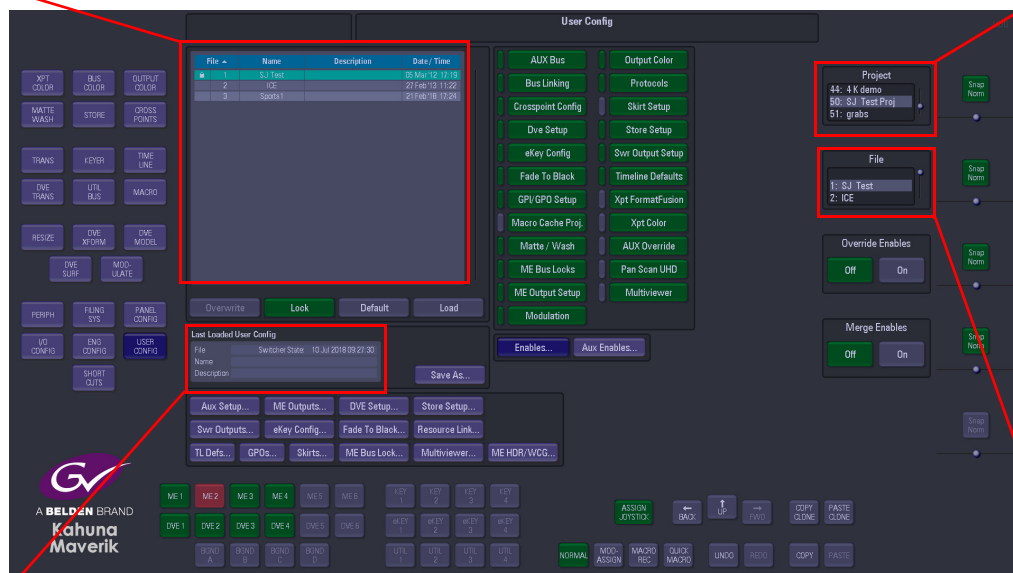 User Config
File Name Description Date/ Time
1 SJ Test 05 Mar '12 17:19
2 ICE 27 Feb '13 11:22
3 Sports1 21 Feb '18 17:24
Overwrite Lock Default Load
Last Loaded User Config
File Switcher State: 10 Jul 2018 09:27:30
Name
Description
Save As...
Aux Setup... ME Outputs... DVE Setup... Store Setup...
Swr Outputs... eKey Config... Fade To Black... Resource Link...
TL Defs... GPOs... Skirts... ME Bus Lock... Multiviewer... ME HDR/WCG...
AUX Bus Output Color
Bus Linking Protocols
Crosspoint Config Skirt Setup
Dve Setup Store Setup
eKey Config Swr Output Setup
Fade To Black Timeline Defaults
GPI/GPO Setup Xpt FormatFusion
Macro Cache Proj. Xpt Color
Matte / Wash AUX Override
ME Bus Locks Pan Scan UHD
ME Output Setup Multiviewer
Modulation
Enables... Aux Enables...
Project
44: 4K demo
50: SJ Test Proj
51: grabs
File
1: SJ Test
2: ICE
Override Enables
Off On
Merge Enables
Off On
Snap
Norm
Snap
Norm
Snap
Norm
Snap
Norm
Snap
Norm
XPT COLOR BUS COLOR OUTPUT COLOR
MATTE WASH STORE CROSS POINTS
TRANS KEYER TIME LINE
DVE TRANS UTIL BUS MACRO
RESIZE DVE XFORM DVE MODEL
DVE SURF MOD- ULATE
PERIPH FILING SYS PANEL CONFIG
I/O CONFIG ENG CONFIG USER CONFIG
SHORT CUTS
GV
A BELDEN BRAND
Kahuna
Maverik
ME 1 ME 2 ME 3 ME 4 ME 5 ME 6 KEY 1 KEY 2 KEY 3 KEY 4
DVE 1 DVE 2 DVE 3 DVE 4 DVE 5 DVE 6 eKEY 1 eKEY 2 eKEY 3 eKEY 4
BGND A BGND B BGND C BGND D UTIL 1 UTIL 2 UTIL 3 UTIL 4
ASSIGN JOYSTICK BACK UP FWD COPY CLONE PASTE CLONE
NORMAL MOD- ASSIGN MACRO REC QUICK MACRO UNDO REDO COPY PASTE